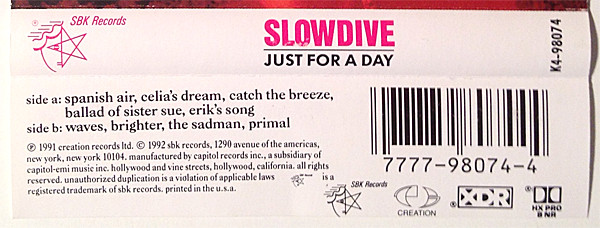 SBK Records
SLOWDIVE
JUST FOR A DAY
K4-98074
side a: spanish air, celia's dream, catch the breeze,
ballad of sister sue, erik's song
side b: waves, brighter, the sadman, primal
℗ 1991 creation records ltd. © 1992 sbk records, 1290 avenue of the americas,
new york, new york 10104. manufactured by capitol records inc., a subsidiary of
capitol-emi music inc. hollywood and vine streets, hollywood, california. all rights
reserved. unauthorized duplication is a violation of applicable laws is a
registered trademark of sbk records. printed in the u.s.a.
7777-98074-4
SBK Records
CREATION
XDR®
®
HX PRO
B NR